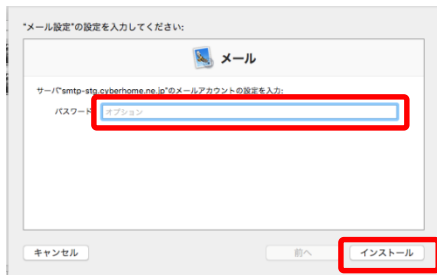 "メール設定"の設定を入力してください:
メール
サーバ"smtp-stg.cyberhome.ne.jp"のメールアカウントの設定を入力:
パスワード
オプション
キャンセル
前へ
インストール